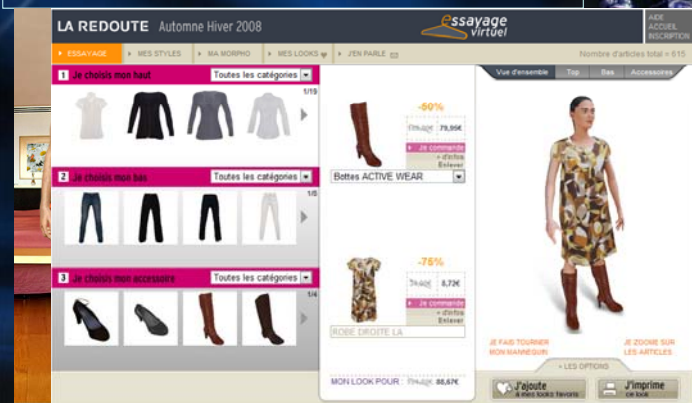 LA REDOUTE Automne Hiver 2008
essayage virtuel
AIDE
ACCUEIL
INSCRIPTION
ESSAYAGE
MES STYLES
MA MORPHO
MES LOOKS
J'EN PARLE
Nombre d'articles total = 615
1 Je choisis mon haut
Toutes les catégories
1/19
2 Je choisis mon bas
Toutes les catégories
1/5
3 Je choisis mon accessoire
Toutes les catégories
1/4
-50%
79,95€
Je commande
+ d'infos
Enlever
Bottes ACTIVE WEAR
-75%
8,72€
Je commande
+ d'infos
Enlever
ROBE DROITE LA
MON LOOK POUR : 88,67€
Vue d'ensemble
Top
Bas
Accessoires
JE FAIS TOURNER
MON MANNEQUIN
JE ZOOME SUR
LES ARTICLES
+ LES OPTIONS
J'ajoute
à mes looks favoris
J'imprime
ce look